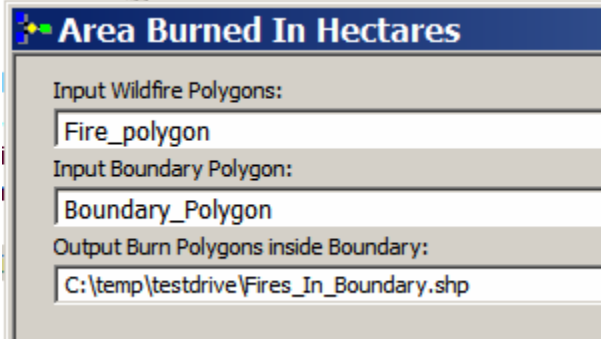 Area Burned In Hectares
Input Wildfire Polygons:
Fire_polygon
Input Boundary Polygon:
Boundary_Polygon
Output Burn Polygons inside Boundary:
C:\temp\testdrive\Fires_In_Boundary.shp